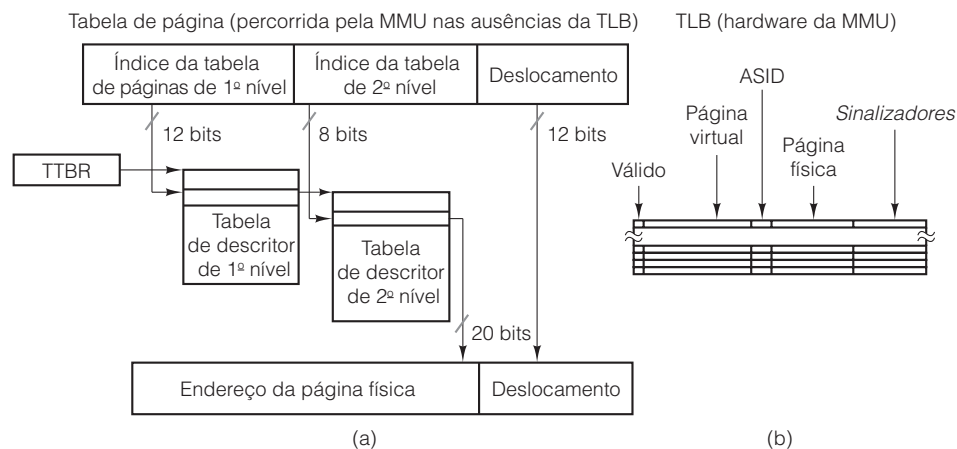 Tabela de página (percorrida pela MMU nas ausências da TLB)
TLB (hardware da MMU)
Índice da tabela
de páginas de 1º nível
Índice da tabela
de 2º nível
Deslocamento
12 bits
8 bits
12 bits
TTBR
Tabela
de descritor
de 1º nível
Tabela
de descritor
de 2º nível
20 bits
Endereço da página física
Deslocamento
(a)
ASID
Página
virtual
Sinalizadores
Página
física
Válido
(b)